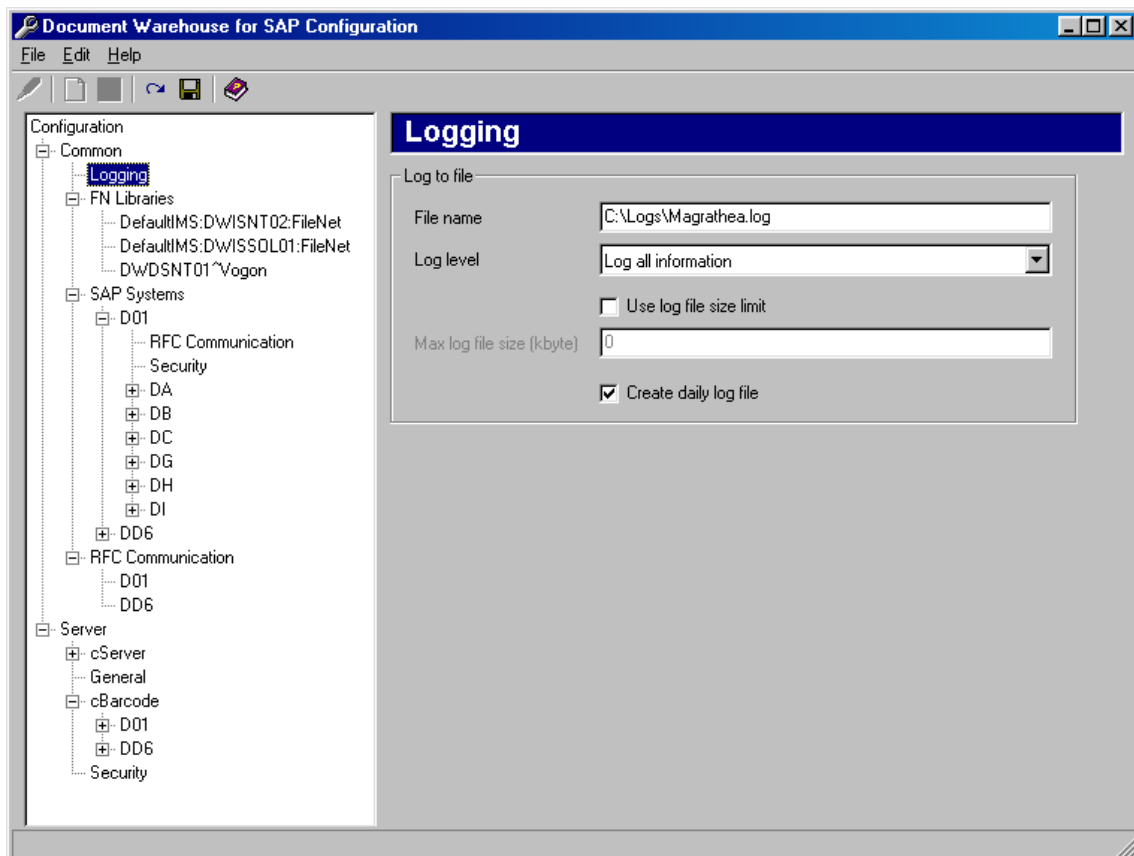 Document Warehouse for SAP Configuration
File Edit Help
Configuration
Common
Logging
FN Libraries
DefaultIMS:DWISNT02:FileNet
DefaultIMS:DWISSOL01:FileNet
DWDSNT01^Vogon
SAP Systems
D01
RFC Communication
Security
DA
DB
DC
DG
DH
DI
DD6
RFC Communication
D01
DD6
Server
cServer
General
cBarcode
D01
DD6
Security
Logging
Log to file
File name C:\Logs\Magrathea.log
Log level Log all information
Use log file size limit
Max log file size (kbyte) 0
Create daily log file